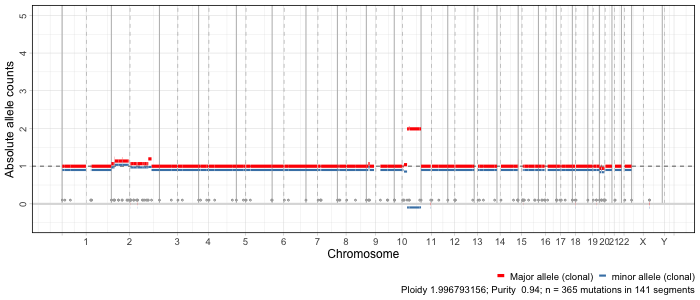 Absolute allele counts
5
4
3
2
1
0
1 2 3 4 5 6 7 8 9 10 11 12 13 14 15 16 17 18 19 20 21 22 X Y
Chromosome
Major allele (clonal) minor allele (clonal)
Ploidy 1.996793156; Purity 0.94; n = 365 mutations in 141 segments